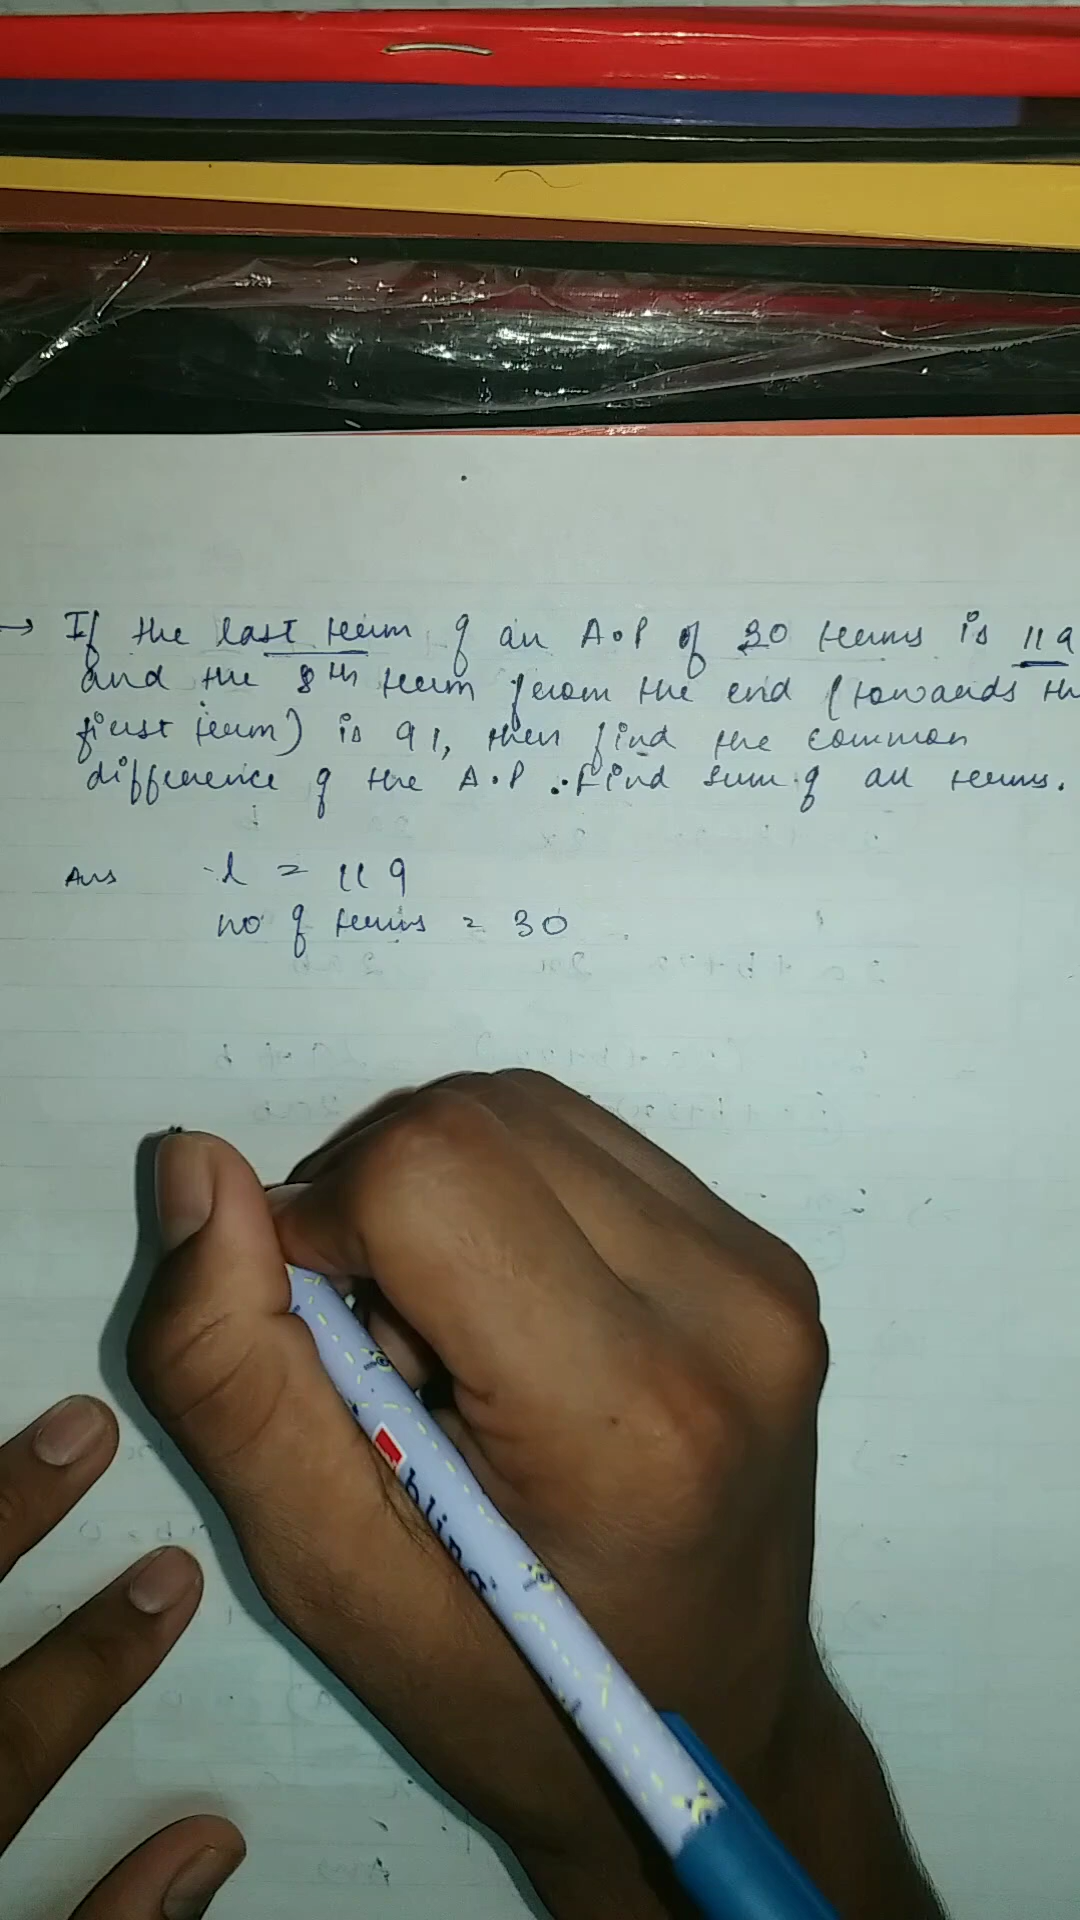 → If the last term of an A.P of 30 terms is 119
and the 8th term from the end (towards the
first term) is 91, then find the common
difference of the A.P. Find sum of all terms.
Ans l = 119
no of terms = 30
bling